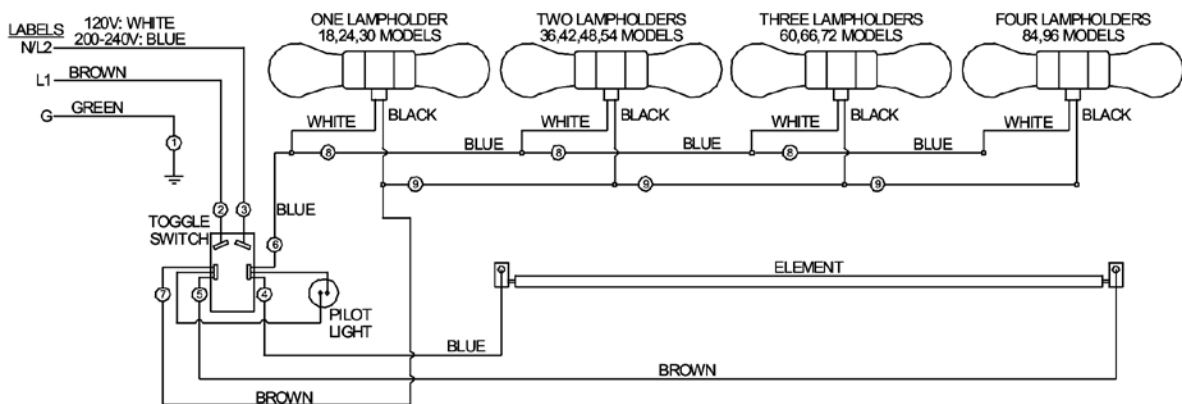 LABELS
120V: WHITE
200-240V: BLUE
N/L2
L1
BROWN
G
GREEN
1
ONE LAMPHOLDER
18,24,30 MODELS
TWO LAMPHOLDERS
36,42,48,54 MODELS
THREE LAMPHOLDERS
60,66,72 MODELS
FOUR LAMPHOLDERS
84,96 MODELS
WHITE
BLACK
WHITE
BLACK
WHITE
BLACK
BLACK
8
BLUE
8
BLUE
8
BLUE
9
9
9
TOGGLE
SWITCH
2
3
BLUE
6
7
5
4
PILOT
LIGHT
ELEMENT
BLUE
BROWN
BROWN